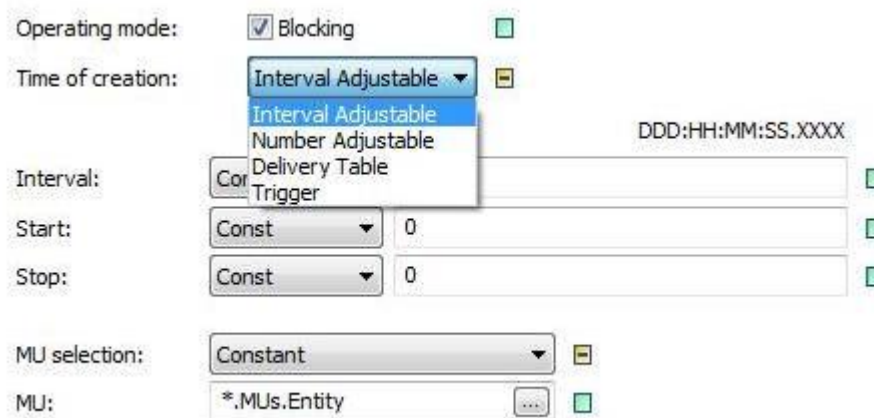 Operating mode: Blocking
Time of creation: Interval Adjustable
Interval Adjustable
Number Adjustable
DDD:HH:MM:SS.XXXX
Delivery Table
Interval:
Trigger
Start: Const 0
Stop: Const 0
MU selection: Constant
MU: *.MUs.Entity ...